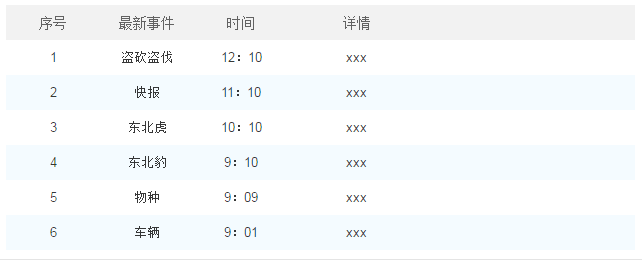 序号 最新事件 时间 详情
1 盗砍盗伐 12：10 xxx
2 快报 11：10 xxx
3 东北虎 10：10 xxx
4 东北豹 9：10 xxx
5 物种 9：09 xxx
6 车辆 9：01 xxx